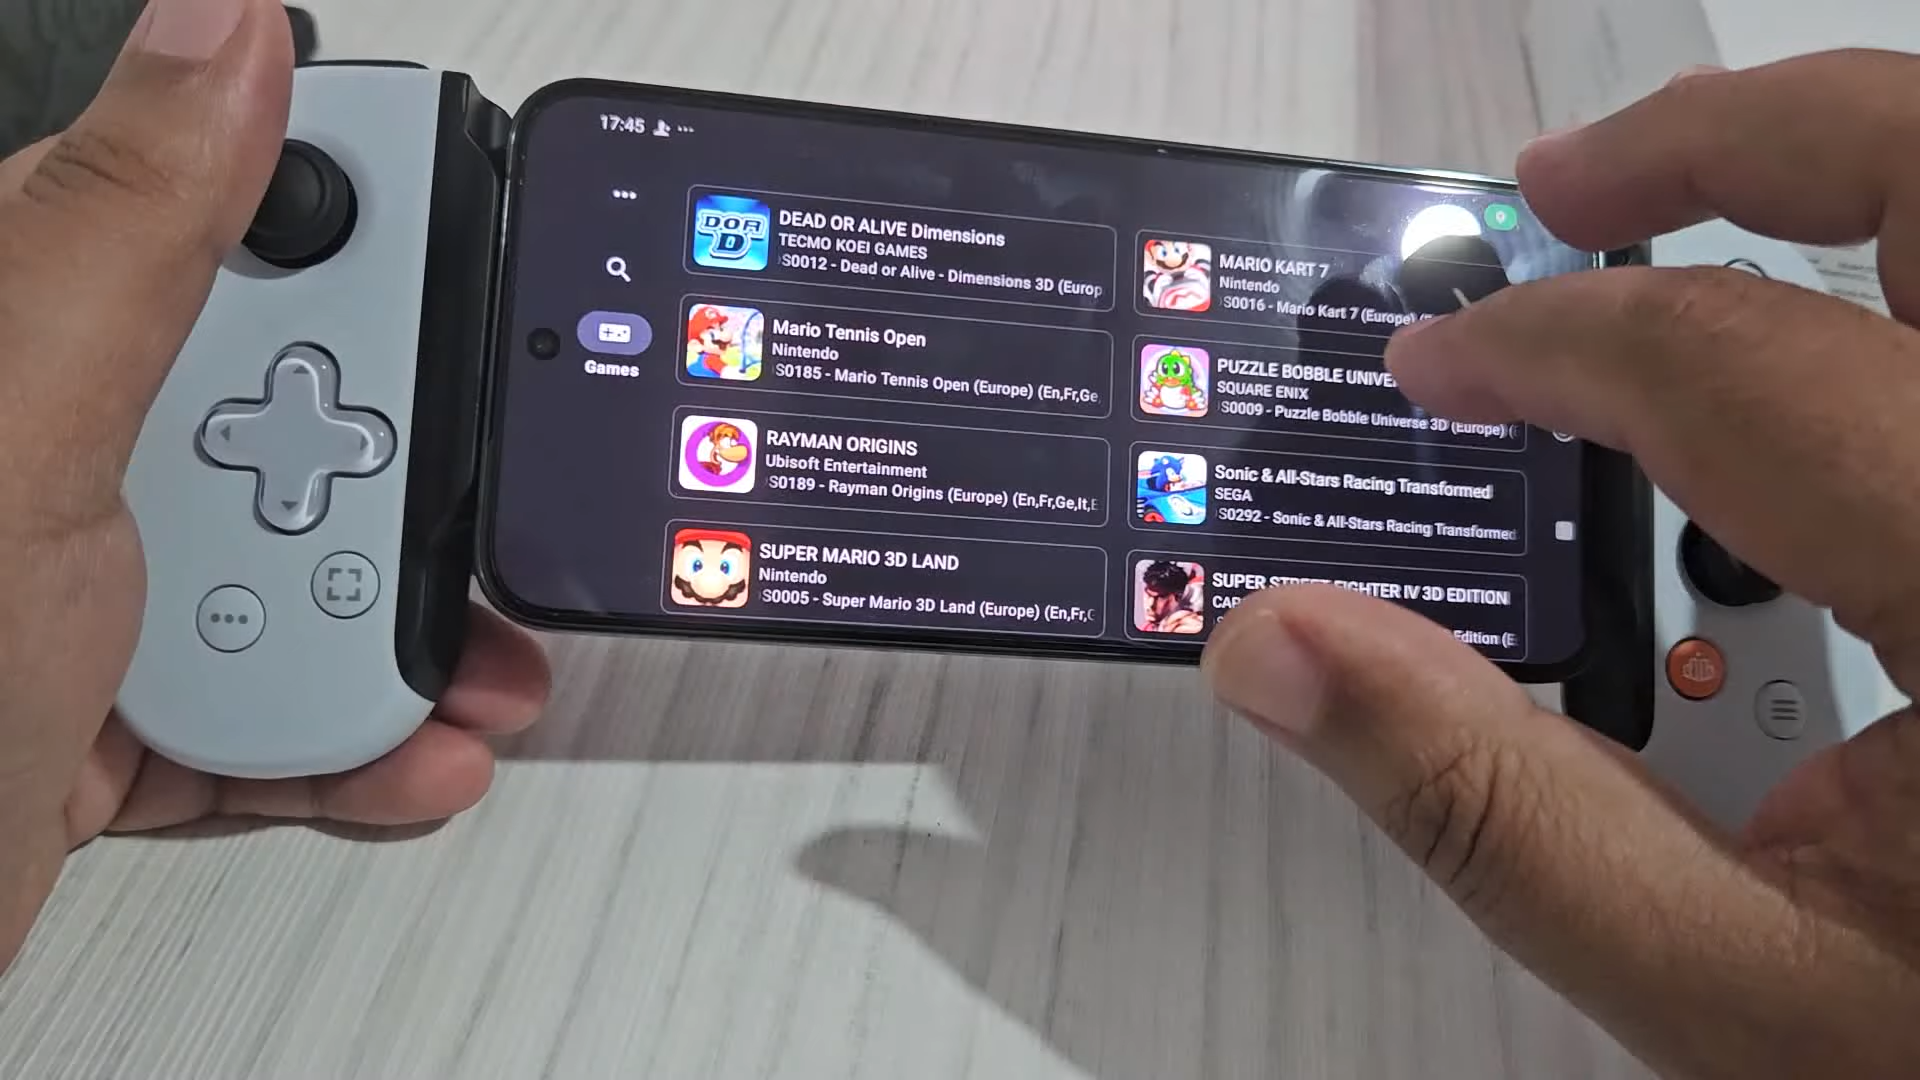 17:45
DEAD OR ALIVE Dimensions
TECMO KOEI GAMES
S0012 - Dead or Alive - Dimensions 3D (Europ
MARIO KART 7
Nintendo
S0016 - Mario Kart 7 (Europe)
Mario Tennis Open
Nintendo
S0185 - Mario Tennis Open (Europe) (En,Fr,Ge
PUZZLE BOBBLE UNIVE
SQUARE ENIX
S0009 - Puzzle Bobble Universe 3D (Europe) (
Games
RAYMAN ORIGINS
Ubisoft Entertainment
S0189 - Rayman Origins (Europe) (En,Fr,Ge,It,E
Sonic & All-Stars Racing Transformed
SEGA
S0292 - Sonic & All-Stars Racing Transformed
SUPER MARIO 3D LAND
Nintendo
S0005 - Super Mario 3D Land (Europe) (En,Fr,G
SUPER STREET FIGHTER IV 3D EDITION
CAP
Edition (E
DOA
D